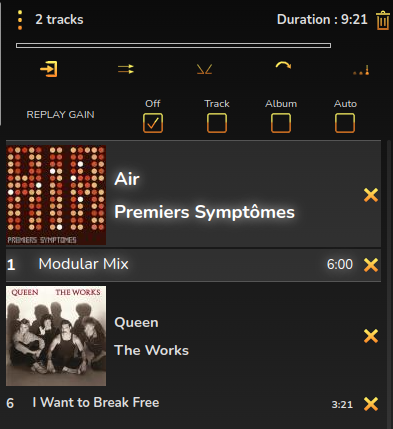 2 tracks Duration : 9:21
REPLAY GAIN Off Track Album Auto
PREMIERS SYMPTOMES
Air
Premiers Symptômes
1 Modular Mix 6:00
QUEEN THE WORKS
Queen
The Works
6 I Want to Break Free 3:21